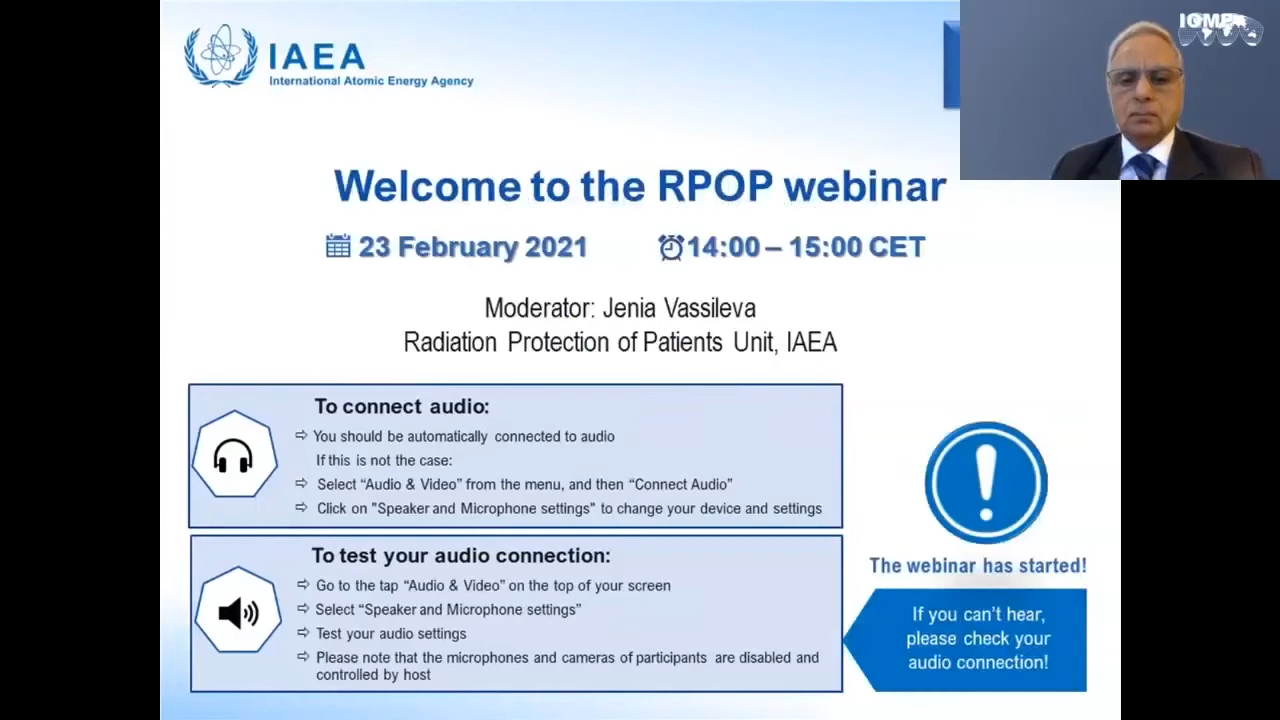 IAEA
International Atomic Energy Agency
IOMP
Welcome to the RPOP webinar
23 February 2021
14:00 – 15:00 CET
Moderator: Jenia Vassileva
Radiation Protection of Patients Unit, IAEA
To connect audio:
⇨ You should be automatically connected to audio
If this is not the case:
⇨ Select “Audio & Video” from the menu, and then “Connect Audio”
⇨ Click on "Speaker and Microphone settings” to change your device and settings
To test your audio connection:
⇨ Go to the tap “Audio & Video” on the top of your screen
⇨ Select “Speaker and Microphone settings”
⇨ Test your audio settings
⇨ Please note that the microphones and cameras of participants are disabled and
controlled by host
The webinar has started!
If you can’t hear,
please check your
audio connection!